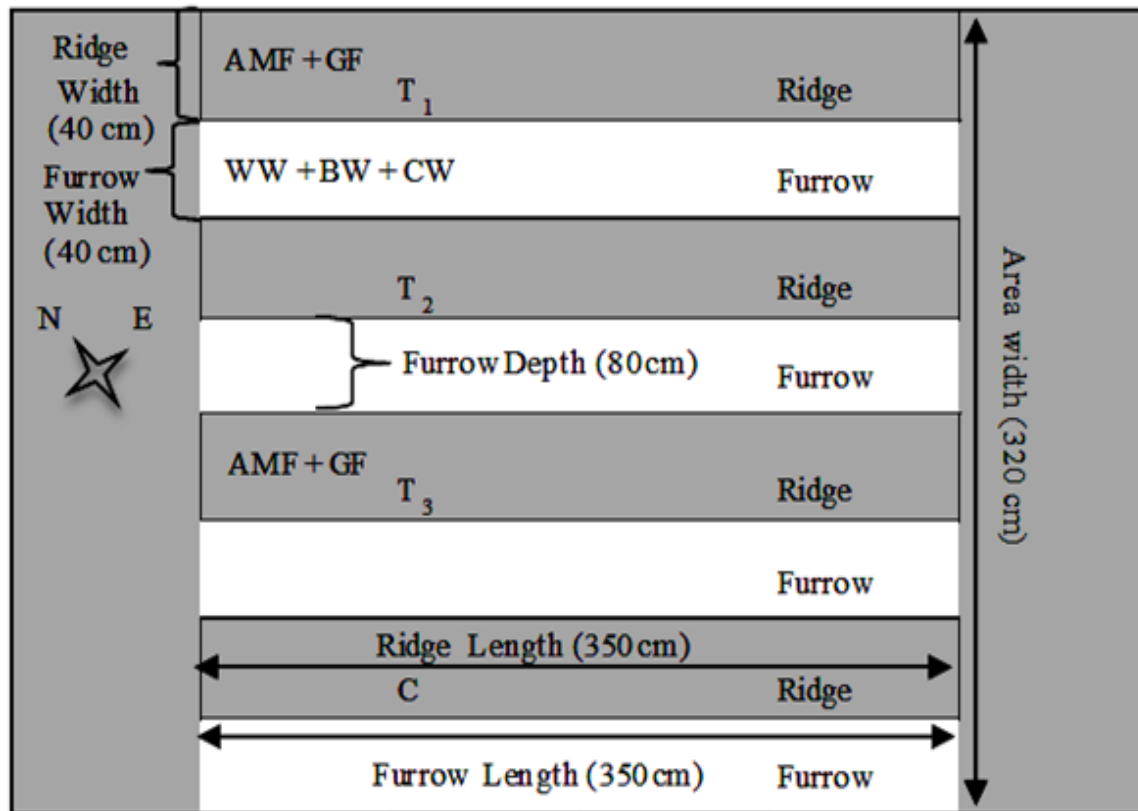 Ridge
Width
(40 cm)
Furrow
Width
(40 cm)
N E
AMF + GF
T1 Ridge
WW + BW + CW
Furrow
T2 Ridge
Furrow Depth (80 cm)
Furrow
AMF + GF
T3 Ridge
Furrow
Ridge Length (350 cm)
C Ridge
Furrow Length (350 cm) Furrow
Area width (320 cm)